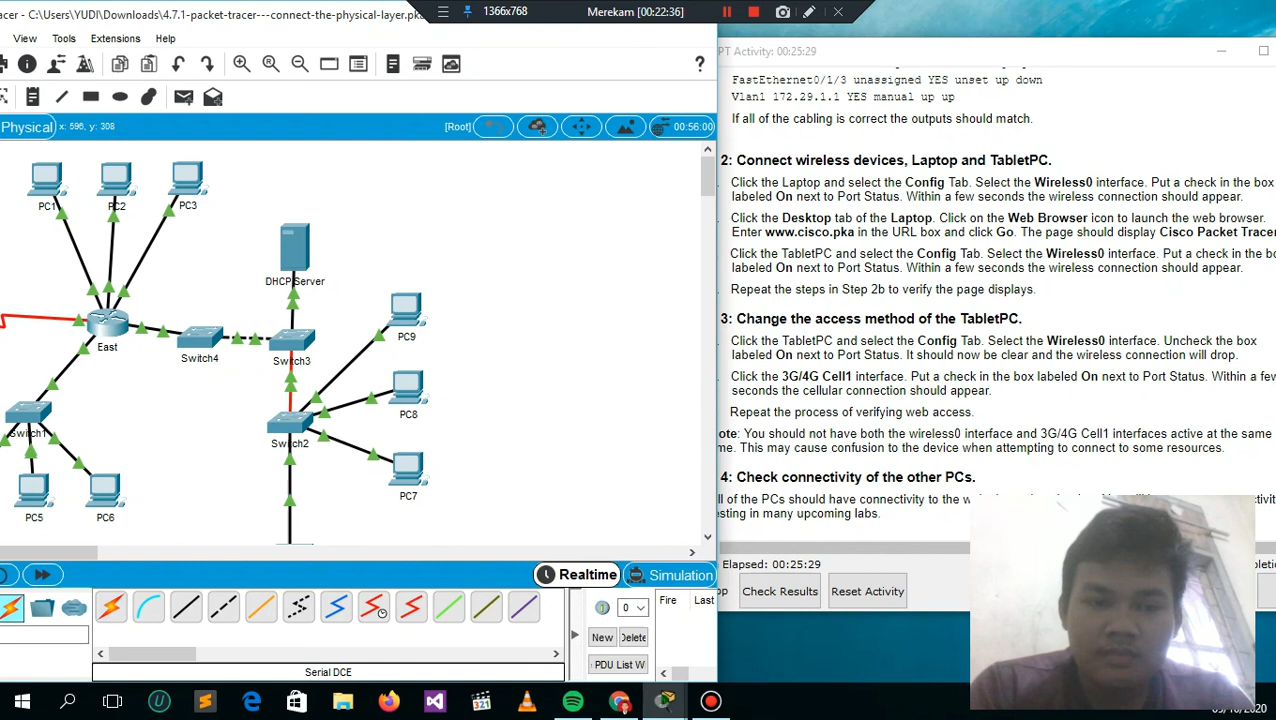 acer - C:\Users\YUDI\Downloads\4.7.1-packet-tracer---connect-the-physical-layer.pka
1366x768
Merekam [00:22:36]
View Tools Extensions Help
PT Activity: 00:25:29
Physical
x: 596, y: 308
[Root]
00:56:00
PC1
PC2
PC3
DHCP Server
PC9
East
Switch4
Switch3
PC8
Switch1
Switch2
PC7
PC5
PC6
Realtime
Simulation
0
Fire
Last
New
Delete
PDU List W
Serial DCE
FastEthernet0/1/3 unassigned YES unset up down
Vlan1 172.29.1.1 YES manual up up
If all of the cabling is correct the outputs should match.
2: Connect wireless devices, Laptop and TabletPC.
Click the Laptop and select the Config Tab. Select the Wireless0 interface. Put a check in the box
labeled On next to Port Status. Within a few seconds the wireless connection should appear.
Click the Desktop tab of the Laptop. Click on the Web Browser icon to launch the web browser.
Enter www.cisco.pka in the URL box and click Go. The page should display Cisco Packet Tracer
Click the TabletPC and select the Config Tab. Select the Wireless0 interface. Put a check in the box
labeled On next to Port Status. Within a few seconds the wireless connection should appear.
Repeat the steps in Step 2b to verify the page displays.
3: Change the access method of the TabletPC.
Click the TabletPC and select the Config Tab. Select the Wireless0 interface. Uncheck the box
labeled On next to Port Status. It should now be clear and the wireless connection will drop.
Click the 3G/4G Cell1 interface. Put a check in the box labeled On next to Port Status. Within a few
seconds the cellular connection should appear.
Repeat the process of verifying web access.
ote: You should not have both the wireless0 interface and 3G/4G Cell1 interfaces active at the same
me. This may cause confusion to the device when attempting to connect to some resources.
4: Check connectivity of the other PCs.
ll of the PCs should have connectivity to the
esting in many upcoming labs.
Elapsed: 00:25:29
Check Results
Reset Activity
321
2020